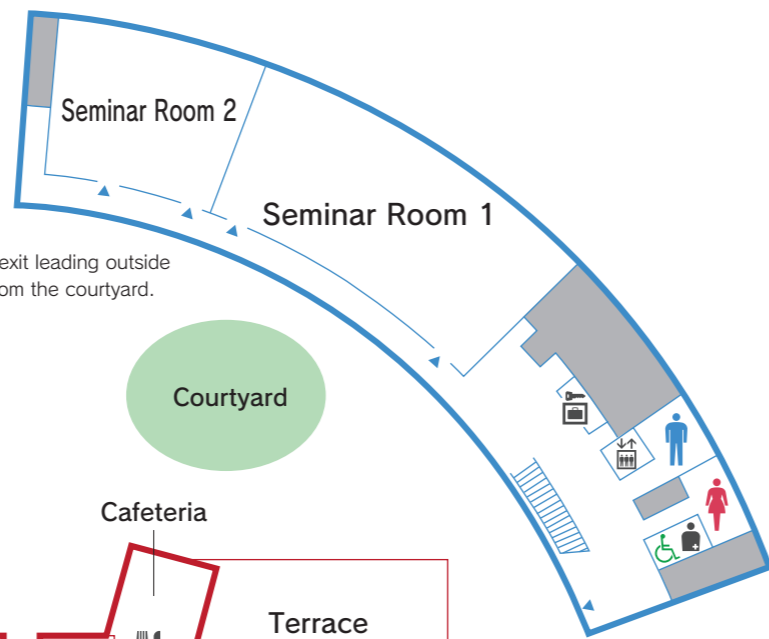 Seminar Room 2
Seminar Room 1
exit leading outside
om the courtyard.
Courtyard
Cafeteria
Terrace